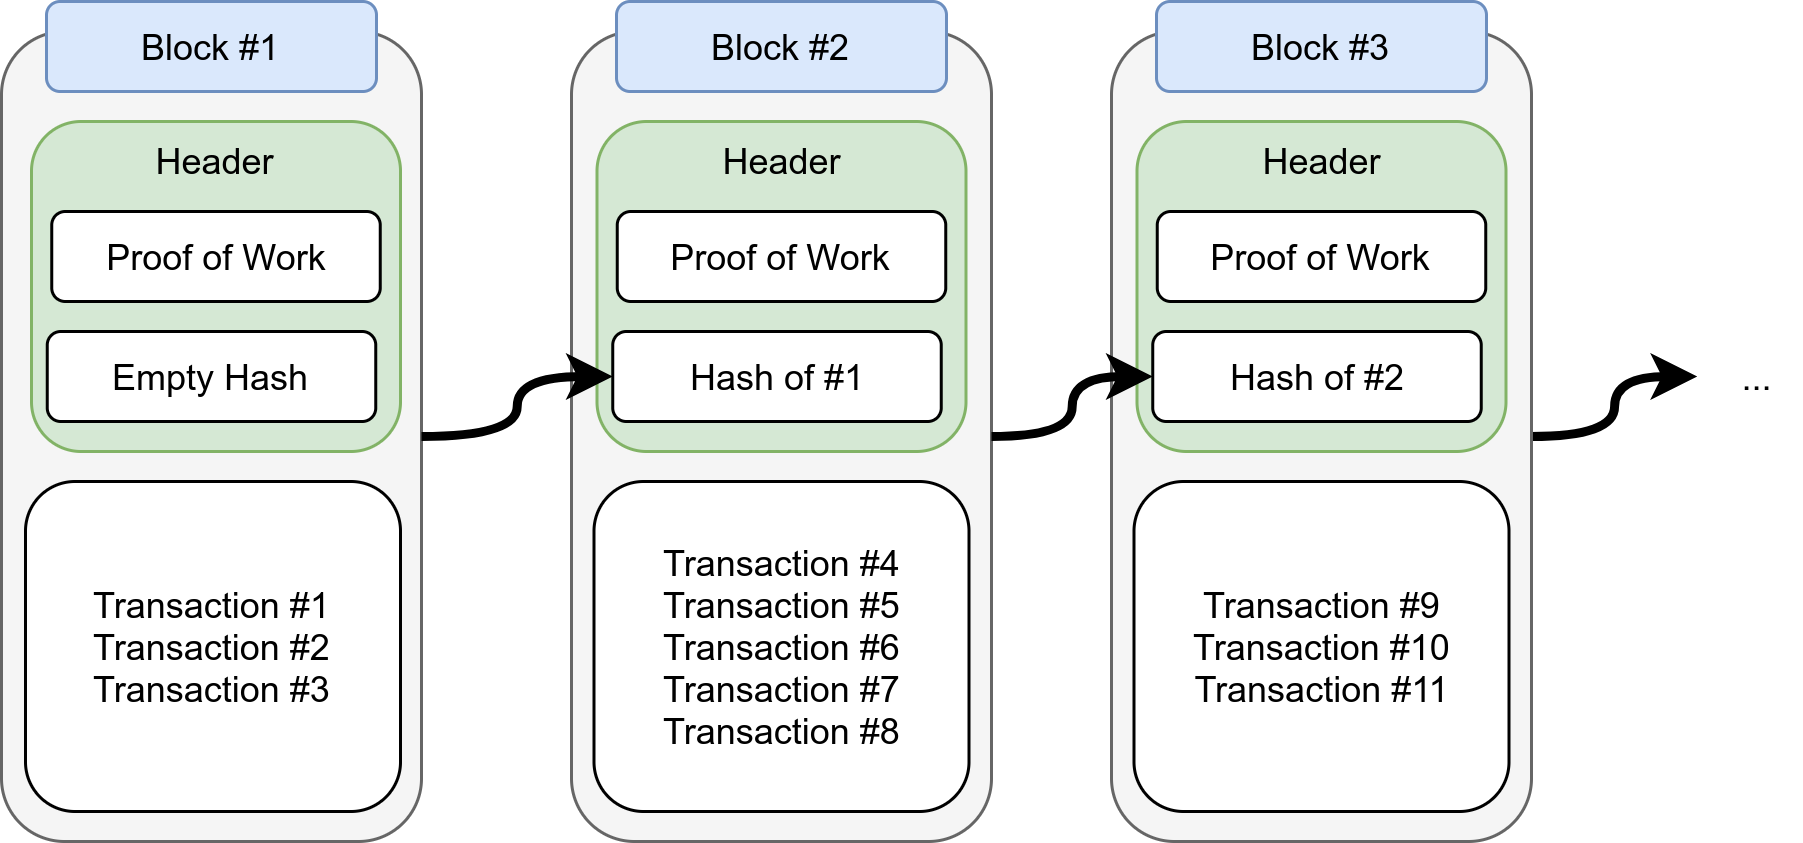 Block #1
Header
Proof of Work
Empty Hash
Transaction #1
Transaction #2
Transaction #3
Block #2
Header
Proof of Work
Hash of #1
Transaction #4
Transaction #5
Transaction #6
Transaction #7
Transaction #8
Block #3
Header
Proof of Work
Hash of #2
Transaction #9
Transaction #10
Transaction #11
...